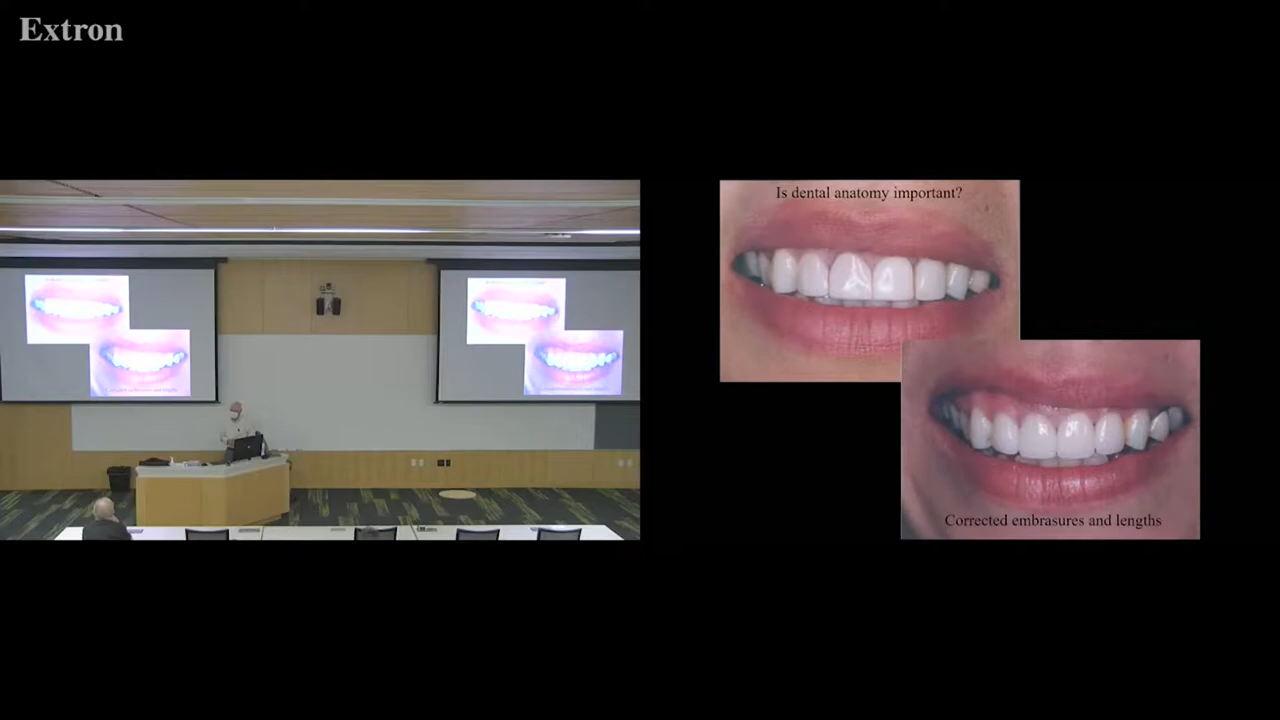 Extron
Is dental anatomy important?
Corrected embrasures and lengths